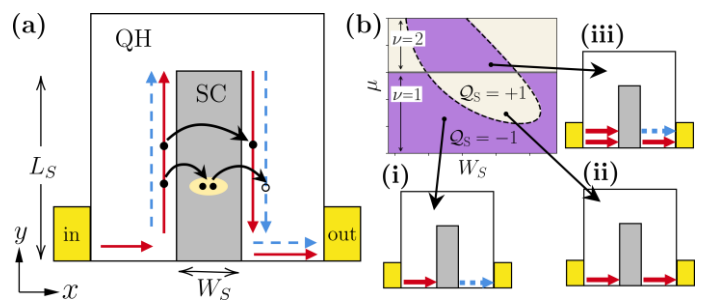 (a)
QH
SC
L_S
in
out
y
x
W_S
(b)
ν=2
ν=1
μ
Q_S = +1
Q_S = −1
W_S
(iii)
(i)
(ii)